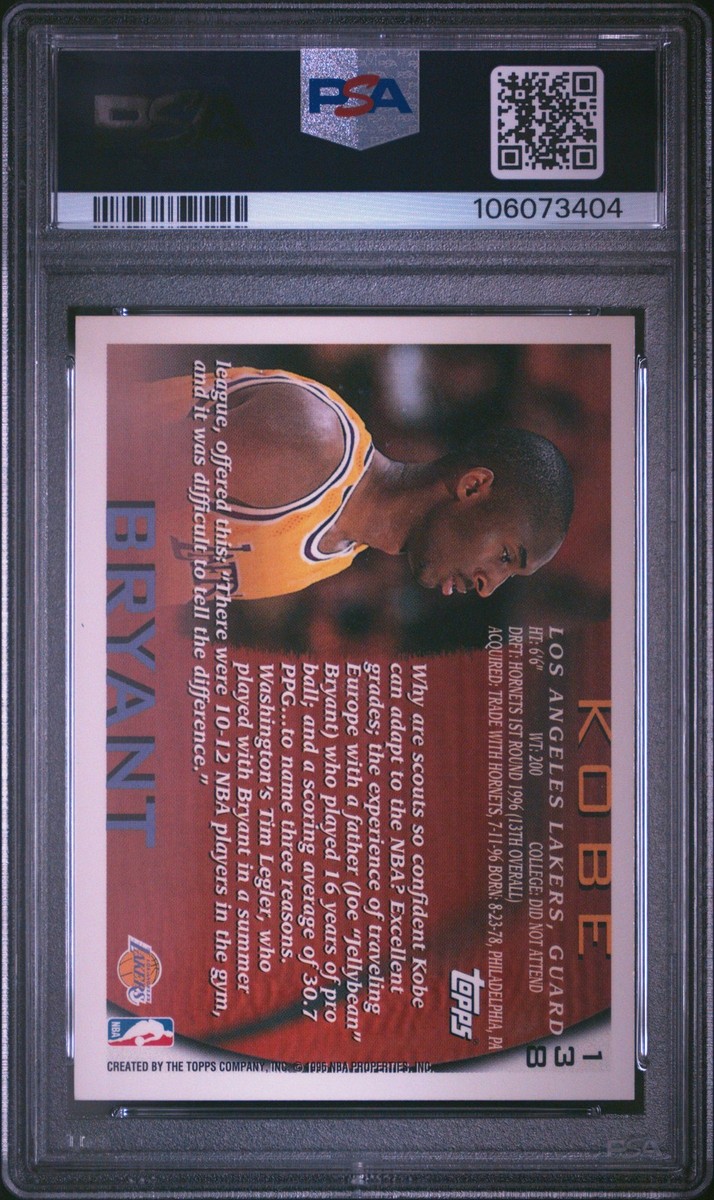 PSA
PSA
106073404
KOBE
LOS ANGELES LAKERS, GUARD
138
HT: 6'6" WT: 200 COLLEGE: DID NOT ATTEND
DRFT: HORNETS 1ST ROUND 1996 (13TH OVERALL)
ACQUIRED: TRADE WITH HORNETS, 7-11-96 BORN: 8-23-78, PHILADELPHIA, PA
topps
Why are scouts so confident Kobe
can adapt to the NBA? Excellent
grades; the experience of traveling
Europe with a father (Joe "Jellybean"
Bryant) who played 16 years of pro
ball; and a scoring average of 30.7
PPG...to name three reasons.
Washington's Tim Legler, who
played with Bryant in a summer
league, offered this: "There were 10-12 NBA players in the gym,
and it was difficult to tell the difference."
BRYANT
LAKERS
NBA
CREATED BY THE TOPPS COMPANY, INC. © 1996 NBA PROPERTIES, INC.
PSA